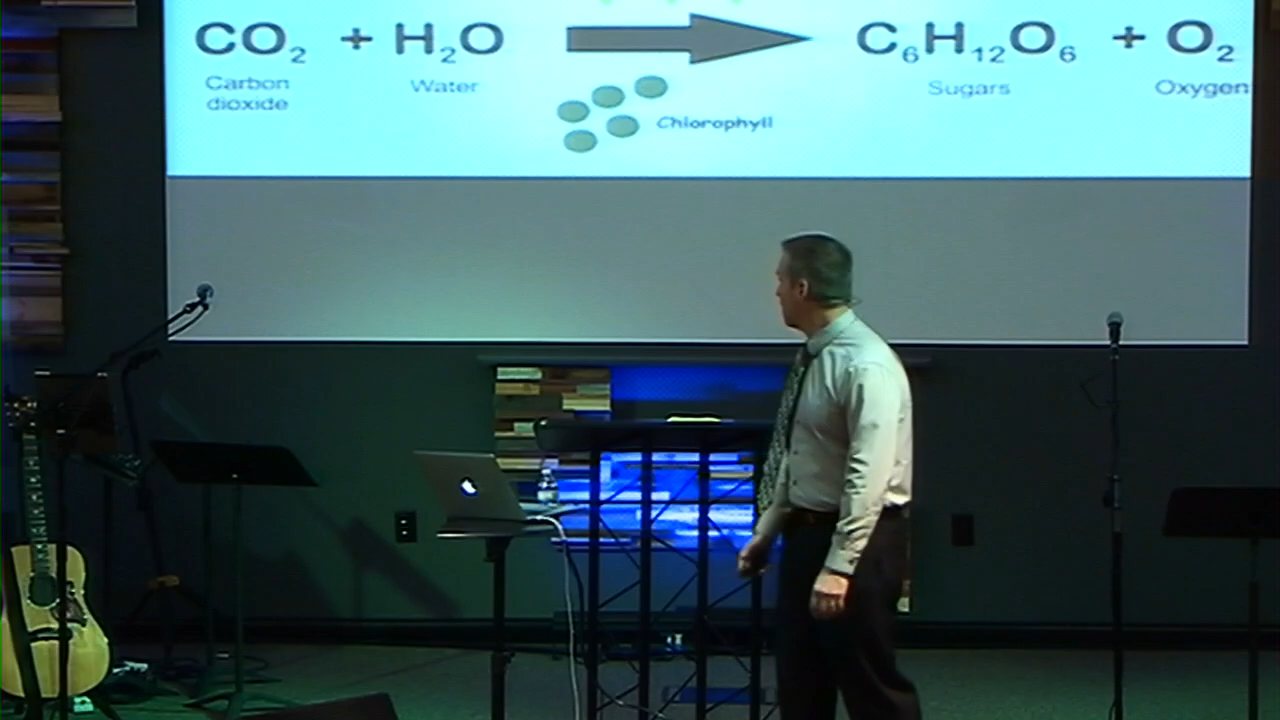 CO2 + H2O C6H12O6 + O2
Carbon dioxide Water Sugars Oxygen
Chlorophyll